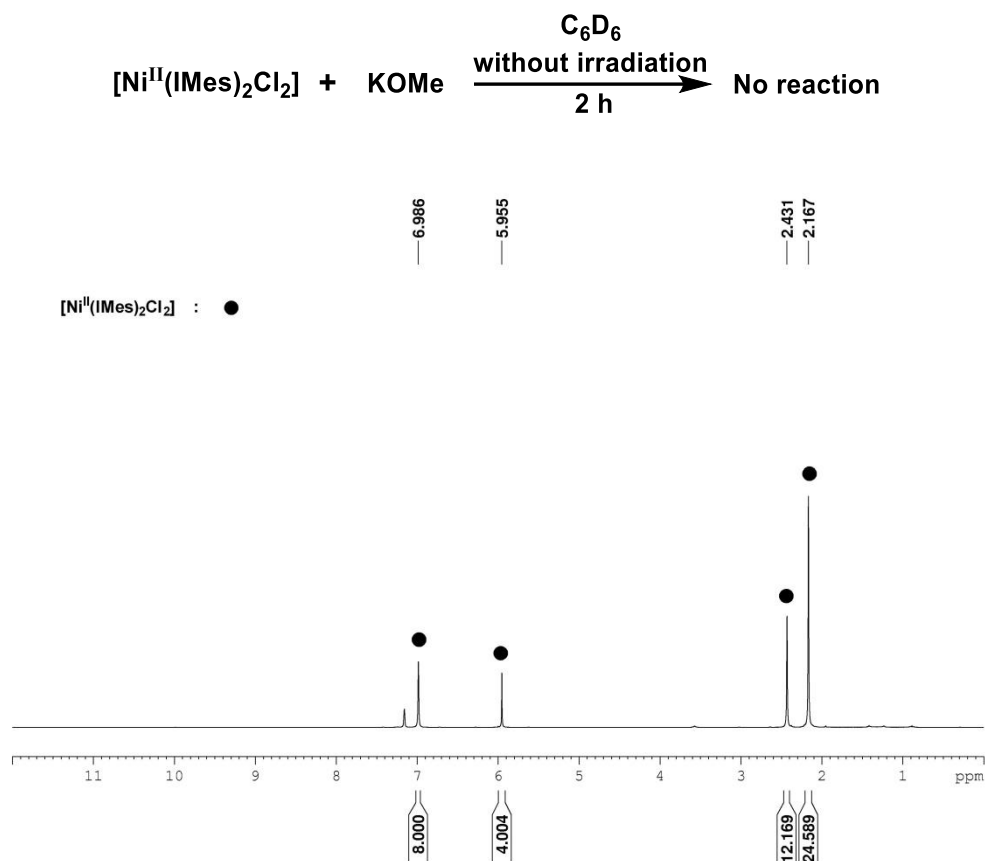 C₆D₆
[Niᴵᴵ(IMes)₂Cl₂] + KOMe without irradiation No reaction
2 h
6.986 5.955 2.431 2.167
[Niᴵᴵ(IMes)₂Cl₂] :
11 10 9 8 7 6 5 4 3 2 1 ppm
8.000 4.004 12.169 24.589